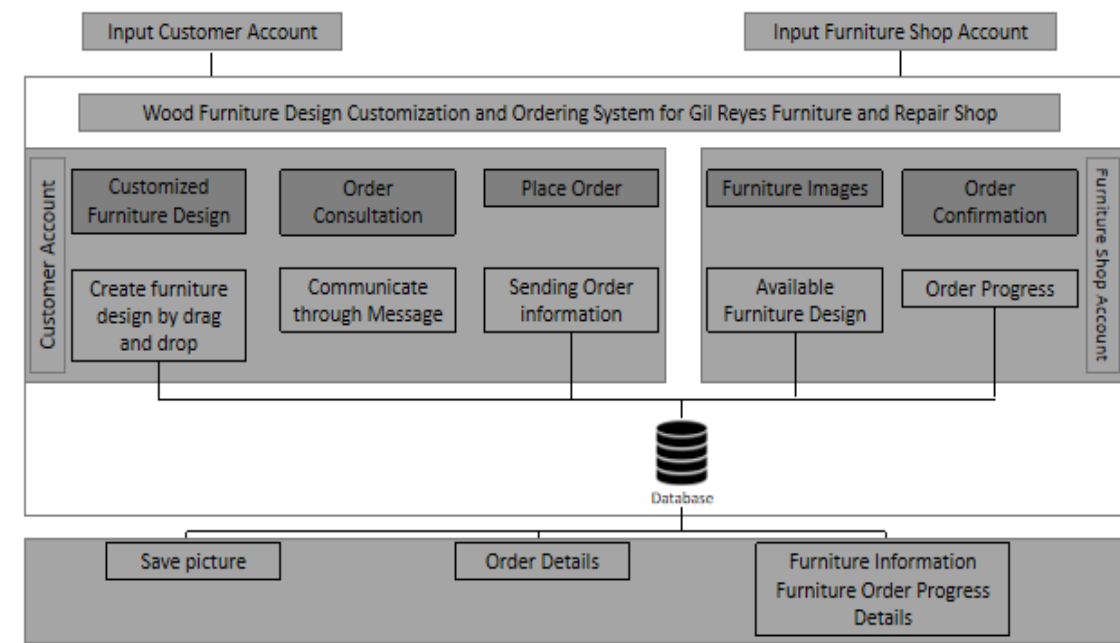 Input Customer Account
Input Furniture Shop Account
Wood Furniture Design Customization and Ordering System for Gil Reyes Furniture and Repair Shop
Customer Account
Customized
Furniture Design
Order
Consultation
Place Order
Furniture Images
Order
Confirmation
Furniture Shop Account
Create furniture
design by drag
and drop
Communicate
through Message
Sending Order
information
Available
Furniture Design
Order Progress
Database
Save picture
Order Details
Furniture Information
Furniture Order Progress
Details